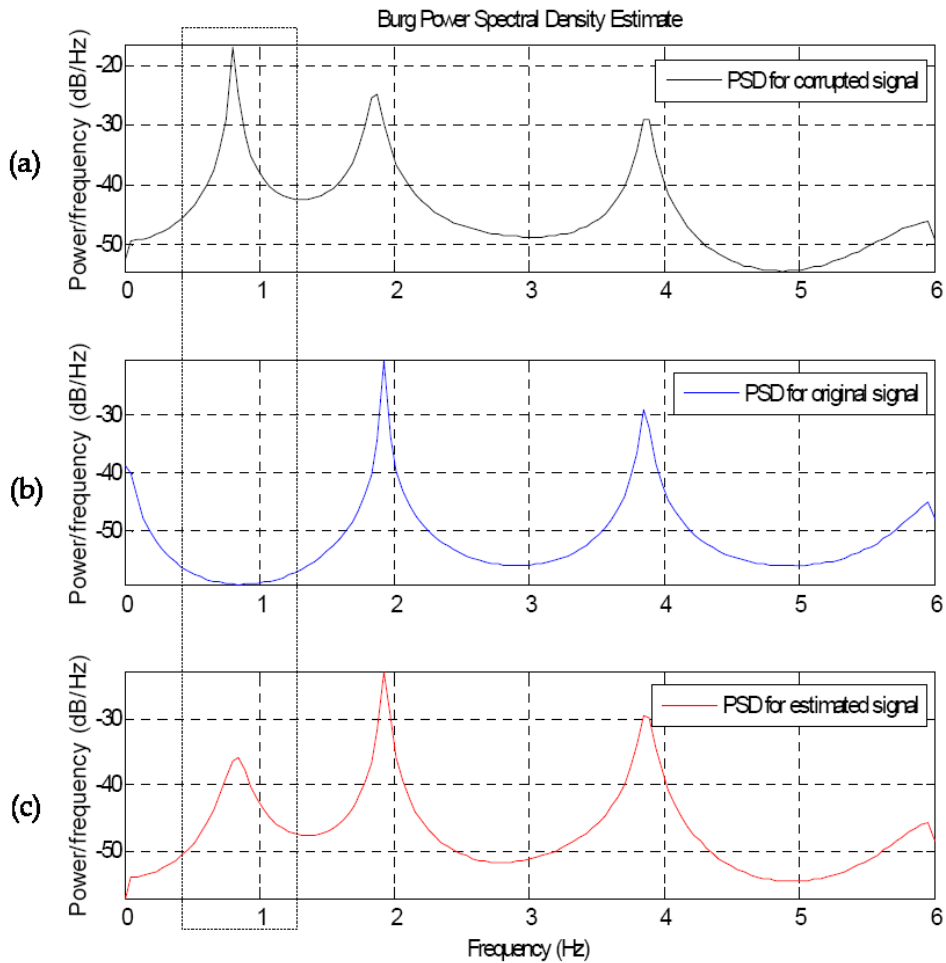 Burg Power Spectral Density Estimate
(a)
Power/frequency (dB/Hz)
-20
-30
-40
-50
PSD for corrupted signal
0 1 2 3 4 5 6
(b)
Power/frequency (dB/Hz)
-30
-40
-50
PSD for original signal
0 1 2 3 4 5 6
(c)
Power/frequency (dB/Hz)
-30
-40
-50
PSD for estimated signal
0 1 2 3 4 5 6
Frequency (Hz)